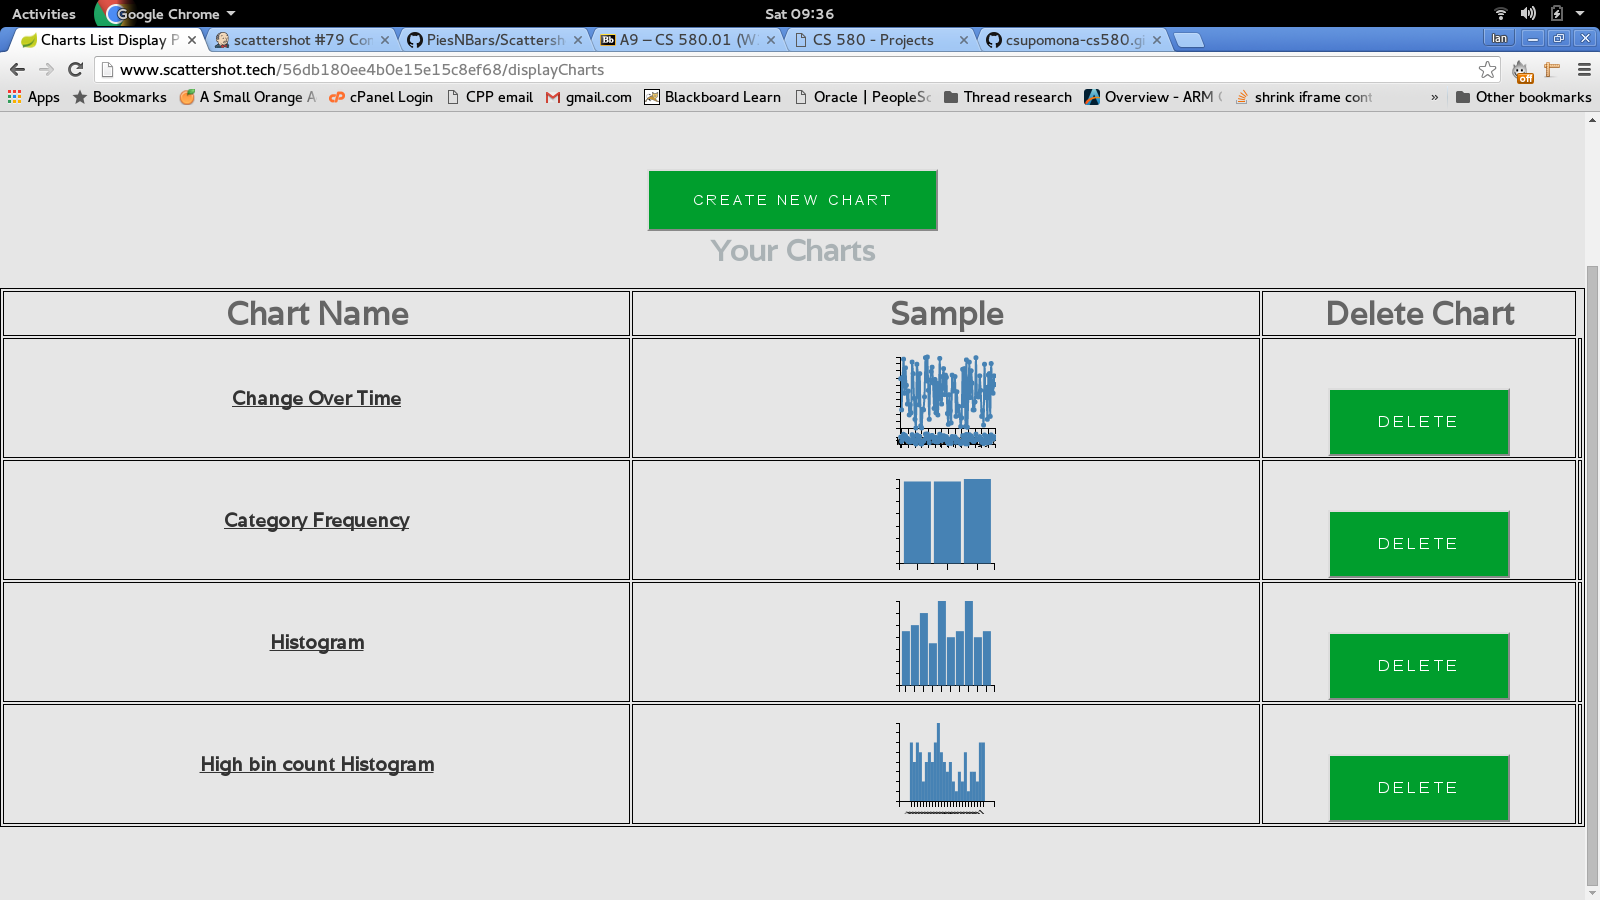 Activities Google Chrome Sat 09:36
Charts List Display P scattershot #79 Con PiesNBars/Scattersh A9 – CS 580.01 (W CS 580 - Projects csupomona-cs580.gi Ian
www.scattershot.tech/56db180ee4b0e15e15c8ef68/displayCharts
Apps Bookmarks A Small Orange A cPanel Login CPP email gmail.com Blackboard Learn Oracle | PeopleSo Thread research Overview - ARM shrink iframe cont » Other bookmarks
CREATE NEW CHART
Your Charts
Chart Name Sample Delete Chart
Change Over Time DELETE
Category Frequency DELETE
Histogram DELETE
High bin count Histogram DELETE